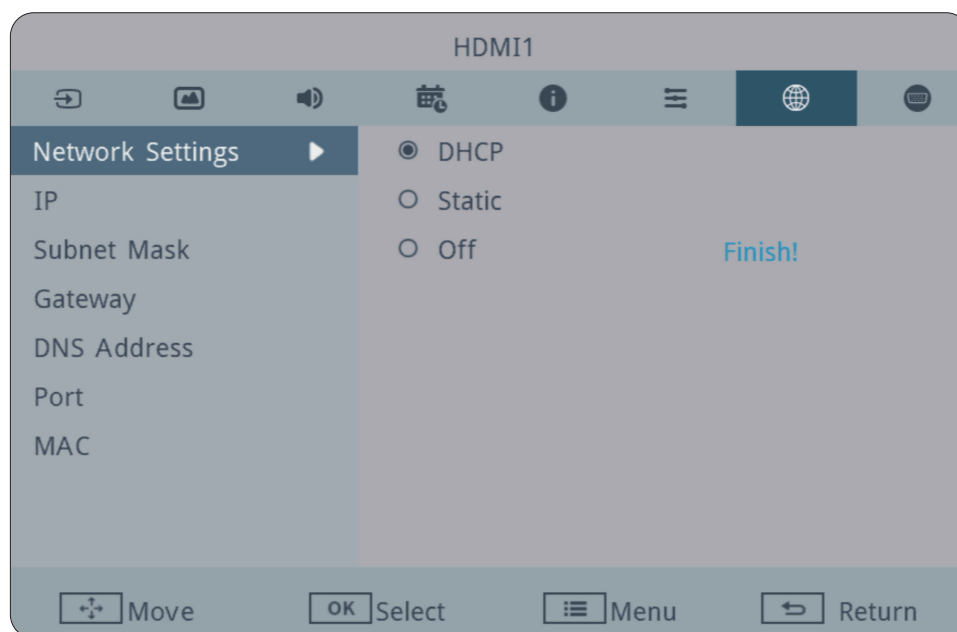 HDMI1
Network Settings
DHCP
IP
Static
Subnet Mask
Off
Finish!
Gateway
DNS Address
Port
MAC
Move
OK Select
Menu
Return